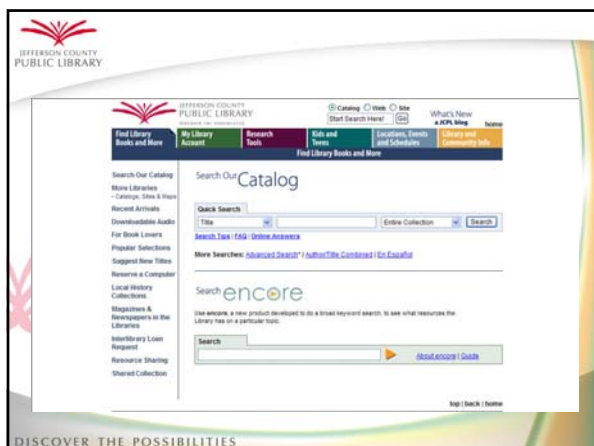 JEFFERSON COUNTY
PUBLIC LIBRARY
JEFFERSON COUNTY
PUBLIC LIBRARY
DISCOVER THE POSSIBILITIES
Catalog Web Site
Start Search Here! Go
What's New
a JCPL blog
home
Find Library
Books and More
My Library
Account
Research
Tools
Kids and
Teens
Locations, Events
and Schedules
Library and
Community Info
Find Library Books and More
Search Our Catalog
More Libraries
- Catalogs, Sites & Maps
Recent Arrivals
Downloadable Audio
For Book Lovers
Popular Selections
Suggest New Titles
Reserve a Computer
Local History
Collections
Magazines &
Newspapers in the
Libraries
Interlibrary Loan
Request
Resource Sharing
Shared Collection
Search Our Catalog
Quick Search
Title Entire Collection Search
Search Tips | FAQ | Online Answers
More Searches: Advanced Search* | Author/Title Combined | En Español
Search encore
Use encore, a new product developed to do a broad keyword search, to see what resources the
Library has on a particular topic.
Search
About encore | Guide
top | back | home
DISCOVER THE POSSIBILITIES